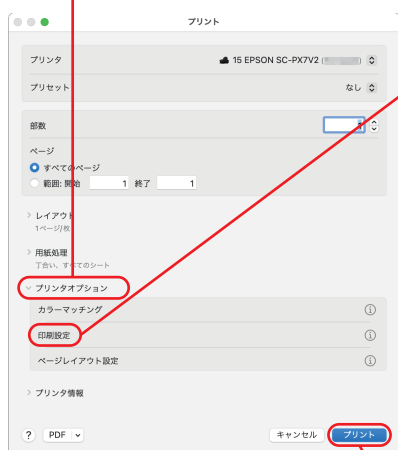 プリント
プリンタ 15 EPSON SC-PX7V2
プリセット なし
部数
ページ
すべてのページ
範囲: 開始 1 終了 1
レイアウト
1ページ/枚
用紙処理
丁合い、すべてのシート
プリンタオプション
カラーマッチング
印刷設定
ページレイアウト設定
プリンタ情報
? PDF キャンセル プリント